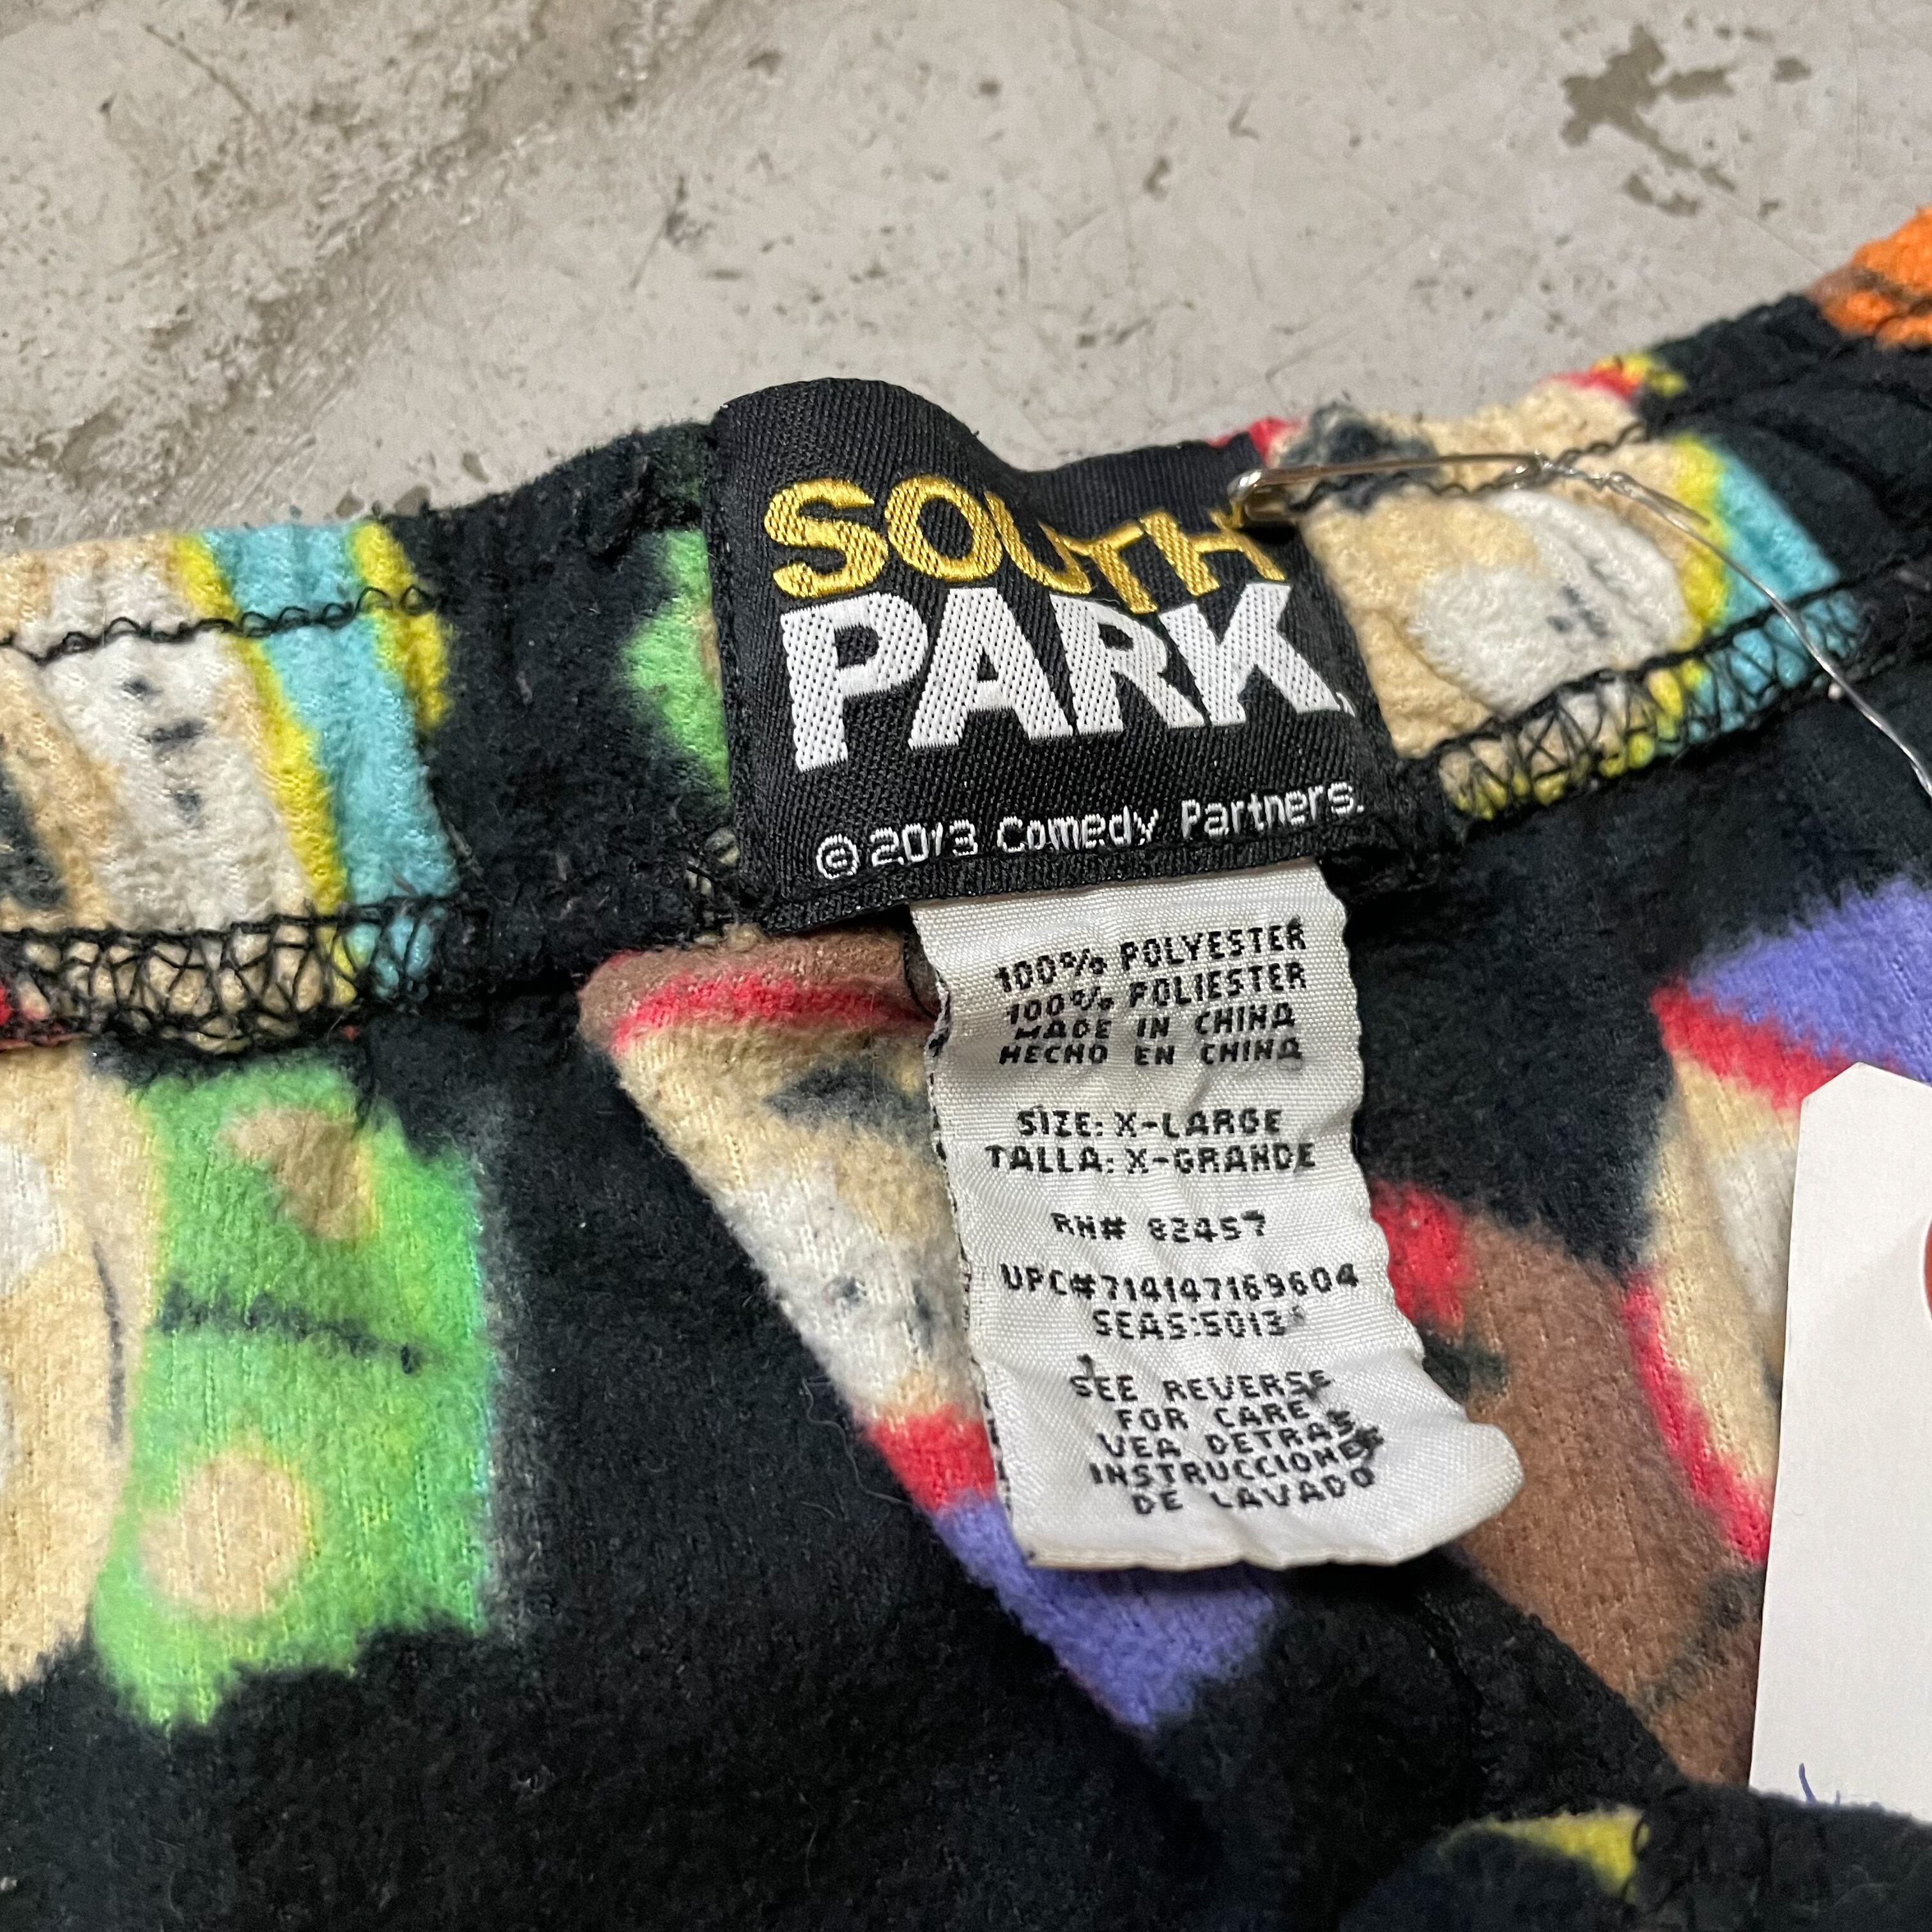 SOUTH
PARK
© 2013 Comedy Partners.
100% POLYESTER
100% POLIESTER
MADE IN CHINA
HECHO EN CHINA
SIZE: X-LARGE
TALLA: X-GRANDE
RN# 82457
UPC#714147169604
SEAS:5013
SEE REVERSE
FOR CARE
VEA DETRAS
INSTRUCCIONES
DE LAVADO